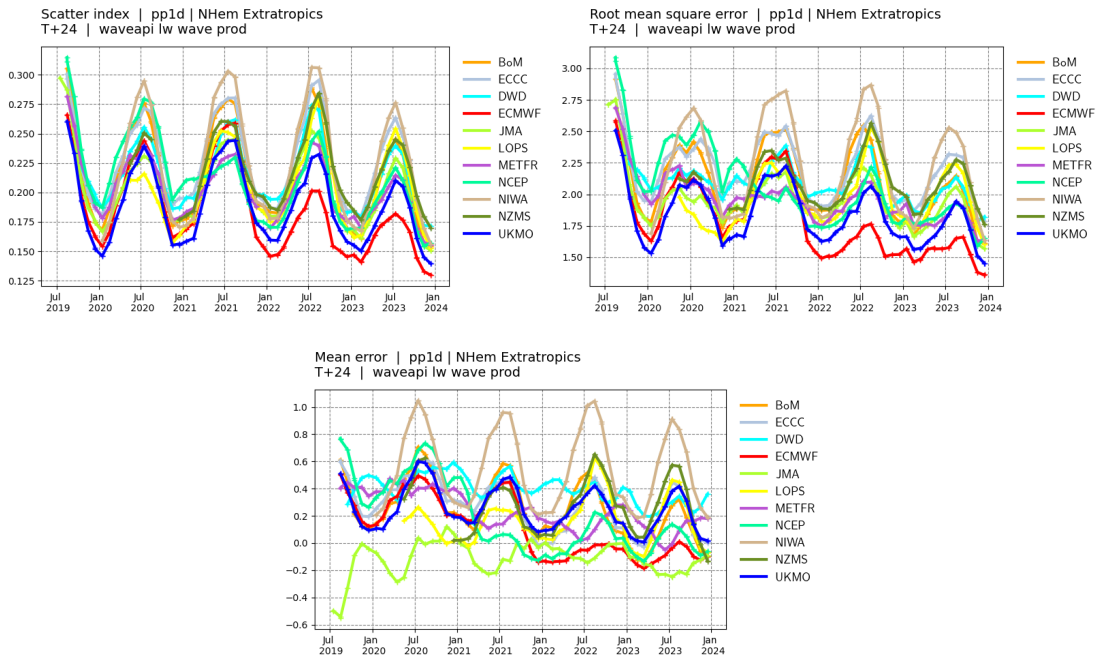 Scatter index | pp1d | NHem Extratropics
T+24 | waveapi lw wave prod
0.300
0.275
0.250
0.225
0.200
0.175
0.150
0.125
Jul 2019
Jan 2020
Jul 2020
Jan 2021
Jul 2021
Jan 2022
Jul 2022
Jan 2023
Jul 2023
Jan 2024
BoM
ECCC
DWD
ECMWF
JMA
LOPS
METFR
NCEP
NIWA
NZMS
UKMO
Root mean square error | pp1d | NHem Extratropics
T+24 | waveapi lw wave prod
3.00
2.75
2.50
2.25
2.00
1.75
1.50
Jul 2019
Jan 2020
Jul 2020
Jan 2021
Jul 2021
Jan 2022
Jul 2022
Jan 2023
Jul 2023
Jan 2024
BoM
ECCC
DWD
ECMWF
JMA
LOPS
METFR
NCEP
NIWA
NZMS
UKMO
Mean error | pp1d | NHem Extratropics
T+24 | waveapi lw wave prod
1.0
0.8
0.6
0.4
0.2
0.0
−0.2
−0.4
−0.6
Jul 2019
Jan 2020
Jul 2020
Jan 2021
Jul 2021
Jan 2022
Jul 2022
Jan 2023
Jul 2023
Jan 2024
BoM
ECCC
DWD
ECMWF
JMA
LOPS
METFR
NCEP
NIWA
NZMS
UKMO